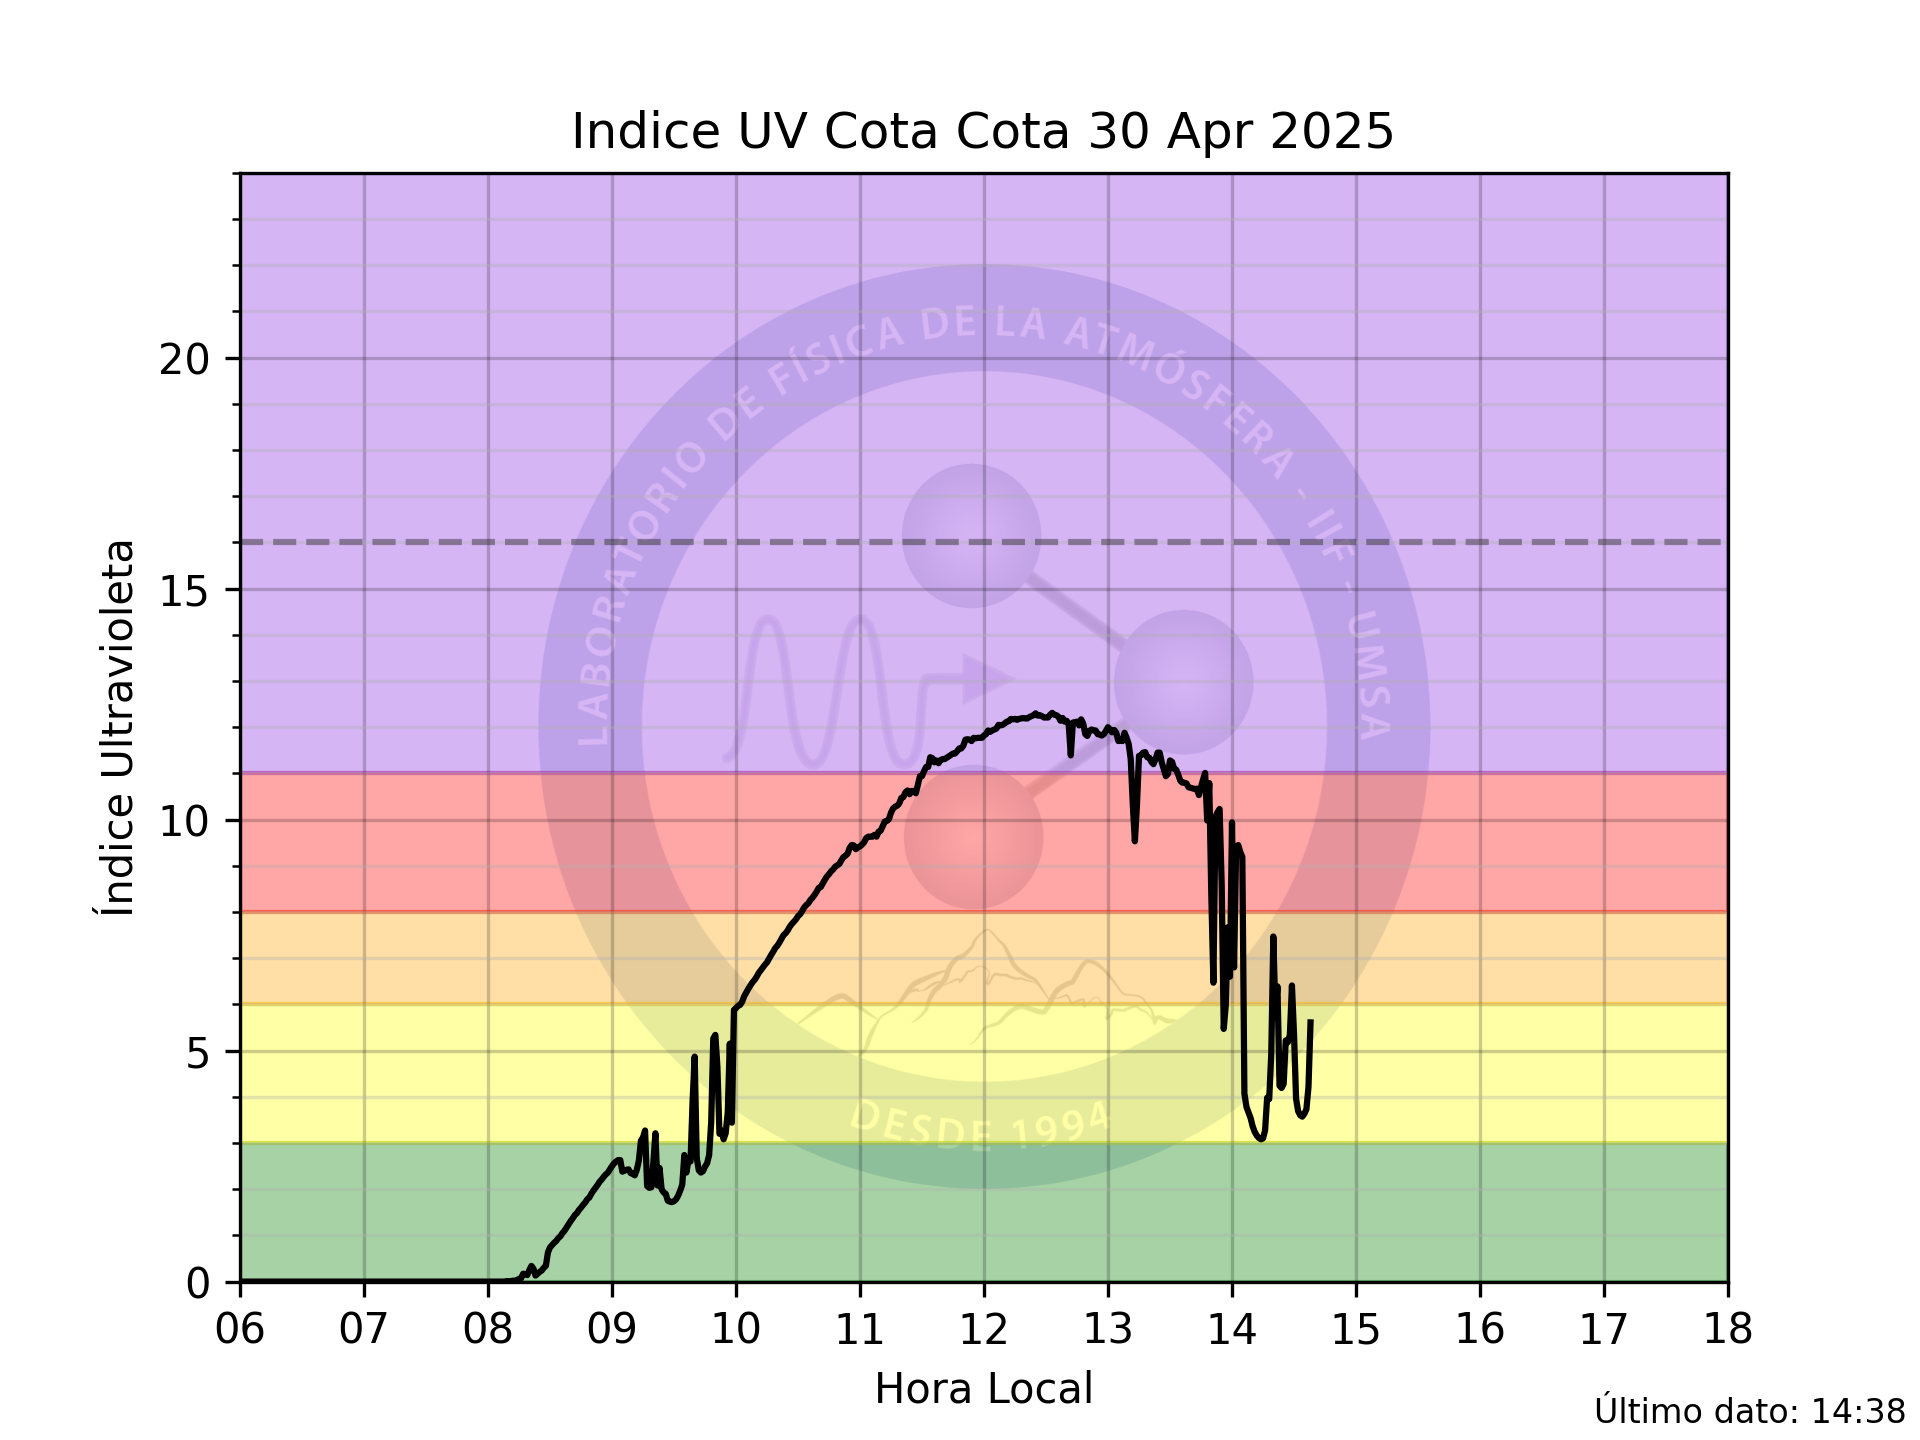 Indice UV Cota Cota 30 Apr 2025
Índice Ultravioleta
20
15
10
5
0
LABORATORIO DE FÍSICA DE LA ATMÓSFERA - IIF - UMSA
DESDE 1994
06 07 08 09 10 11 12 13 14 15 16 17 18
Hora Local
Último dato: 14:38